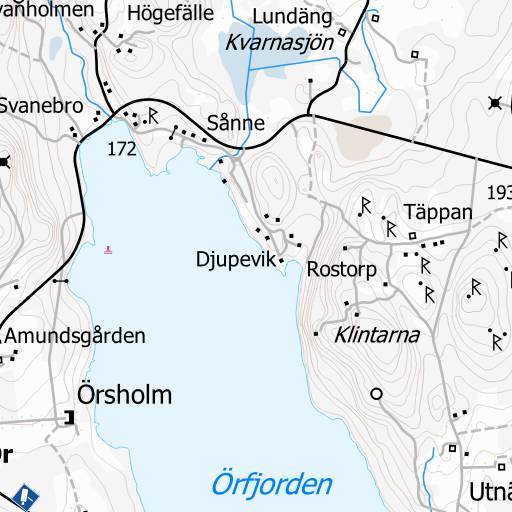 vanholmen
Högefälle
Lundäng
Kvarnasjön
Svanebro
Sånne
172
193
Täppan
Djupevik
Rostorp
Amundsgården
Klintarna
Örsholm
Örfjorden
Utnä